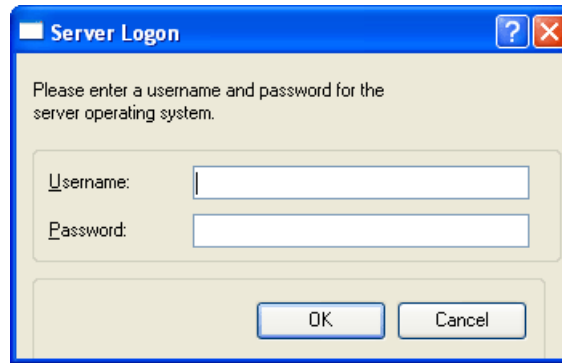 Server Logon
Please enter a username and password for the
server operating system.
Username:
Password:
OK Cancel